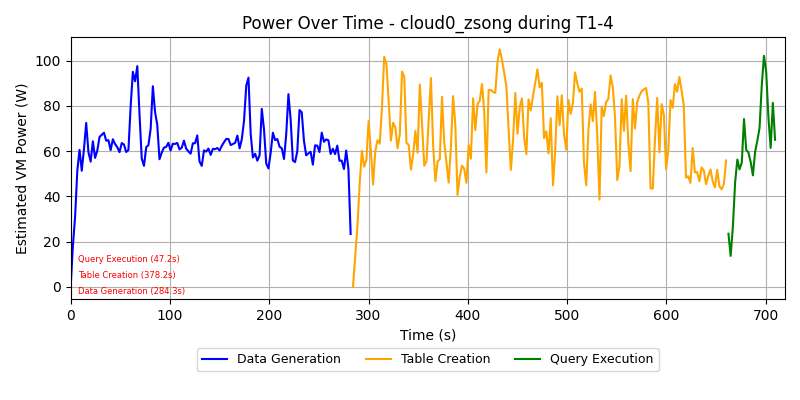 Power Over Time - cloud0_zsong during T1-4
Estimated VM Power (W)
100
80
60
40
20
0
Query Execution (47.2s)
Table Creation (378.2s)
Data Generation (284.3s)
0 100 200 300 400 500 600 700
Time (s)
Data Generation Table Creation Query Execution